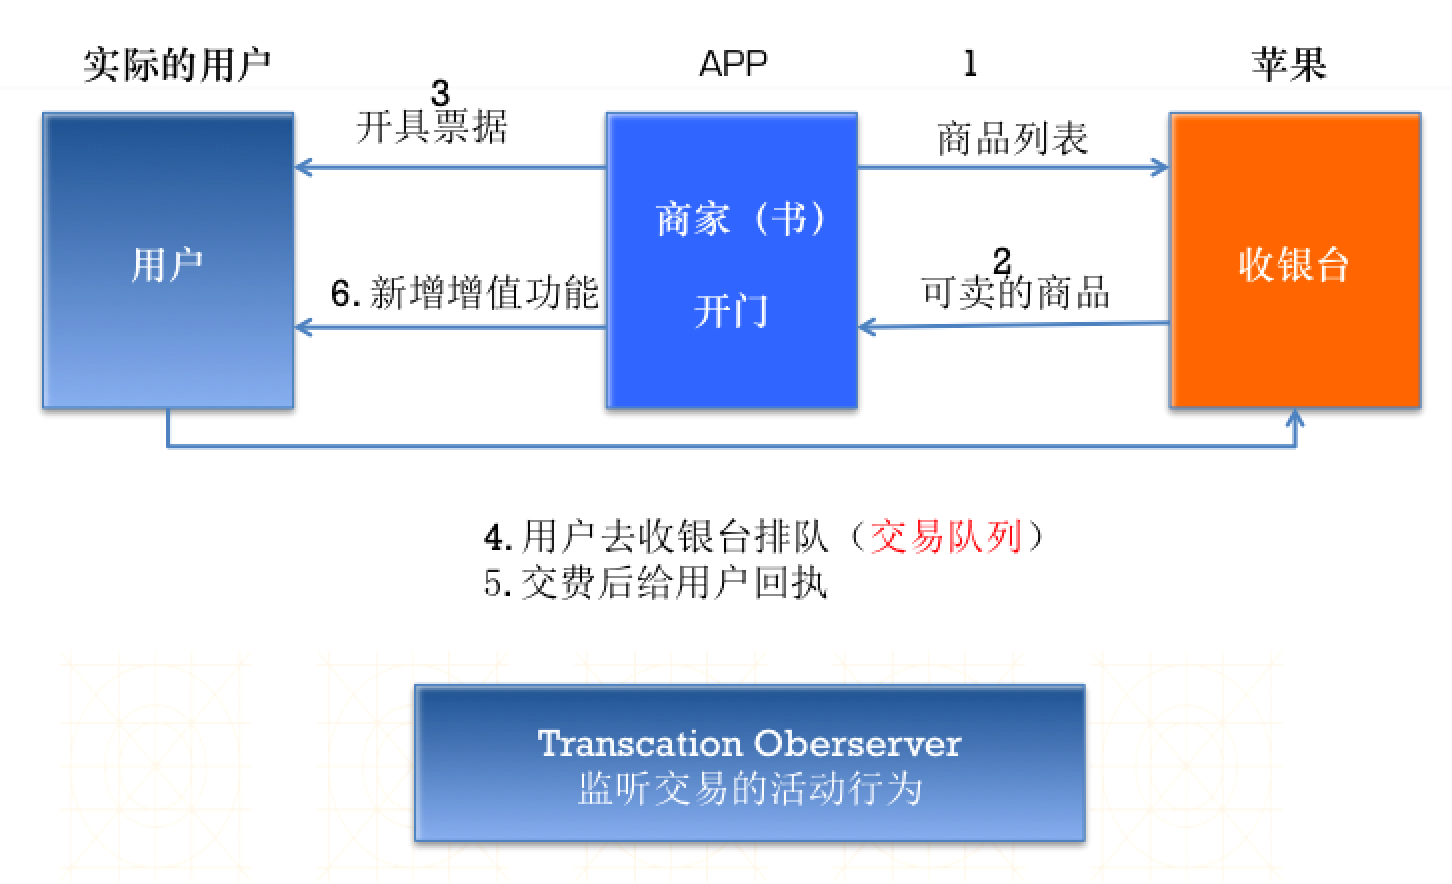 实际的用户
APP
1
苹果
3
开具票据
商品列表
商家（书）
用户
收银台
2
6. 新增增值功能
可卖的商品
开门
4. 用户去收银台排队（交易队列）
5. 交费后给用户回执
Transcation Oberserver
监听交易的活动行为